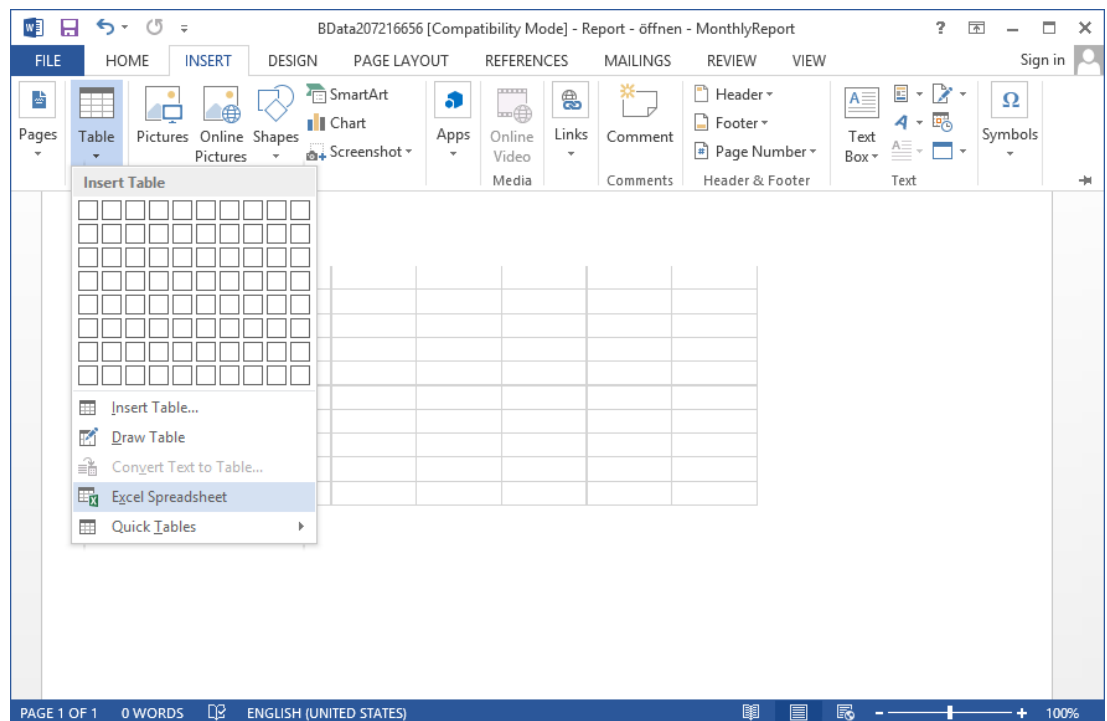 BData207216656 [Compatibility Mode] - Report - öffnen - MonthlyReport
FILE HOME INSERT DESIGN PAGE LAYOUT REFERENCES MAILINGS REVIEW VIEW Sign in
Pages
Table
Pictures
Online Pictures
Shapes
SmartArt
Chart
Screenshot
Apps
Online Video
Media
Links
Comment
Comments
Header
Footer
Page Number
Header & Footer
Text Box
Text
Symbols
Insert Table
Insert Table...
Draw Table
Convert Text to Table...
Excel Spreadsheet
Quick Tables
PAGE 1 OF 1 0 WORDS ENGLISH (UNITED STATES) 100%